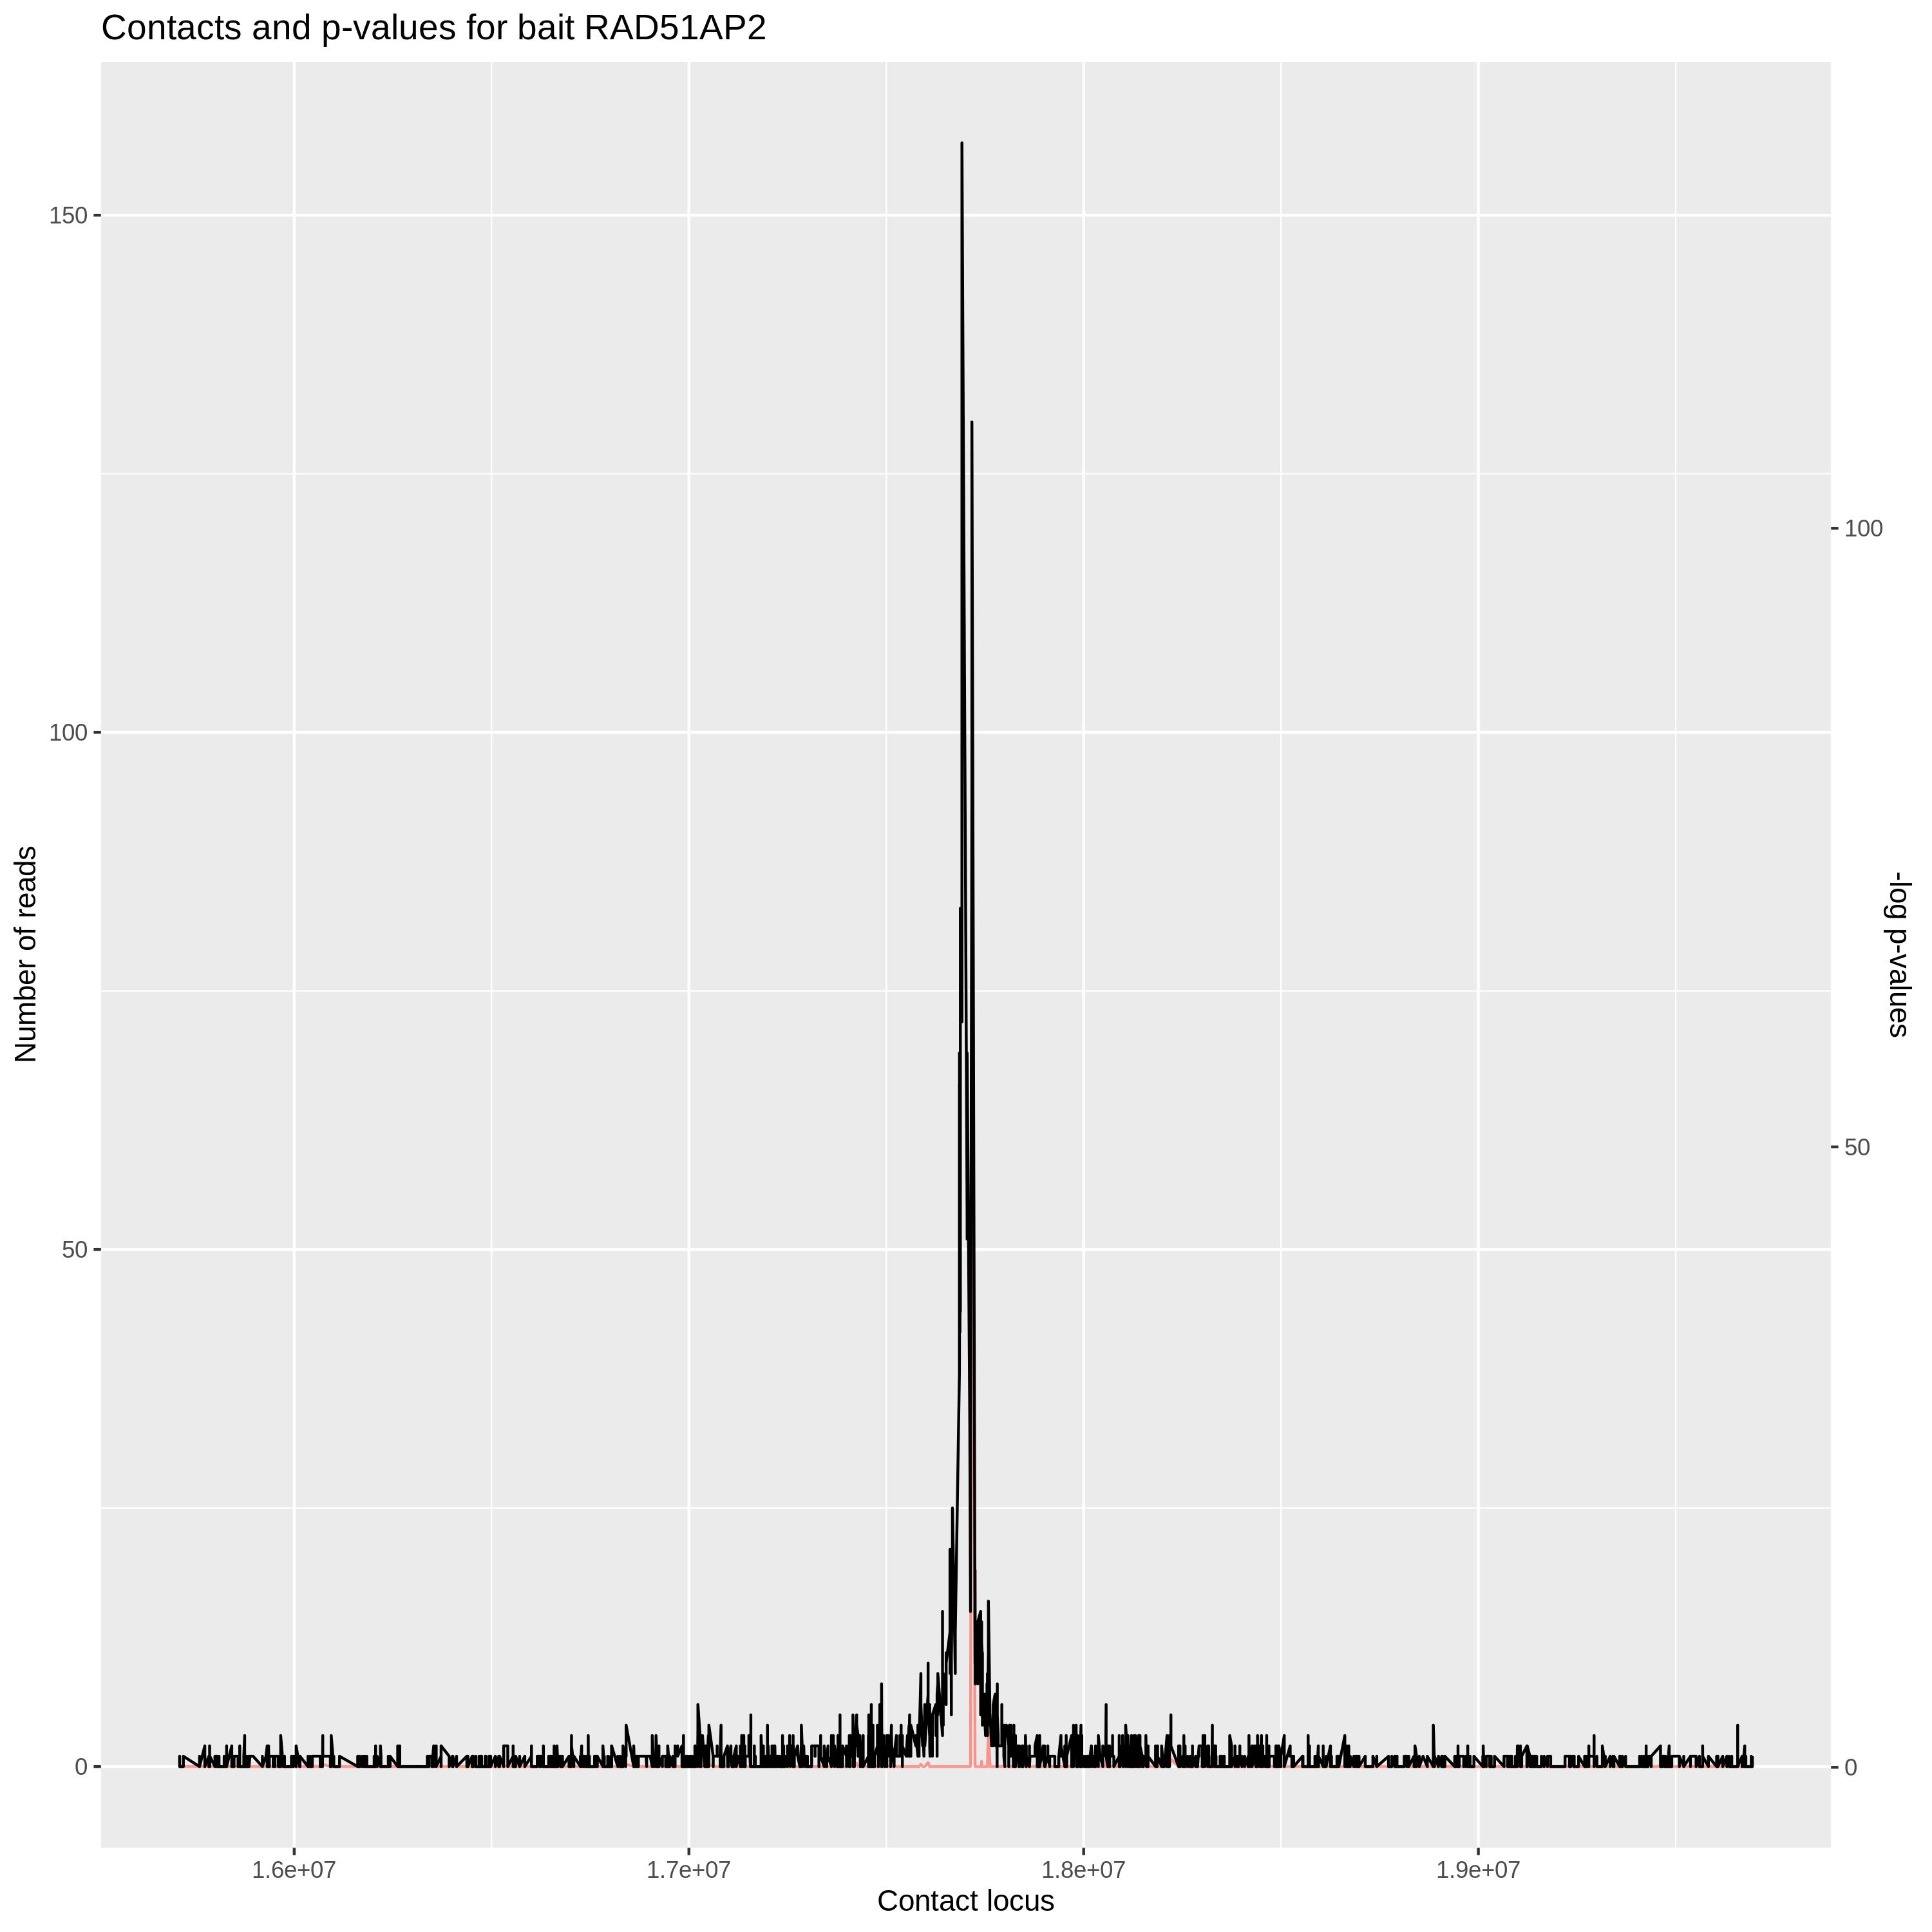 Contacts and p-values for bait RAD51AP2
150
100
50
0
Number of reads
100
50
0
-log p-values
1.6e+07
1.7e+07
1.8e+07
1.9e+07
Contact locus